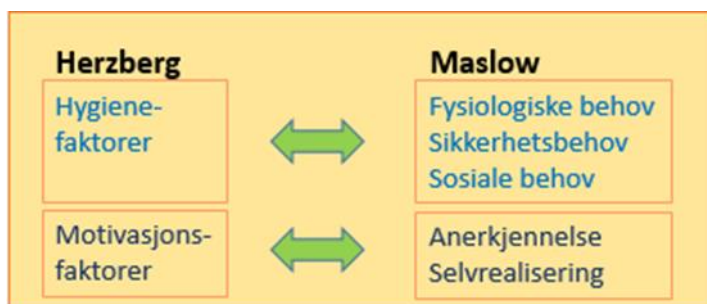 Herzberg
Maslow
Hygiene-
faktorer
Fysiologiske behov
Sikkerhetsbehov
Sosiale behov
Motivasjons-
faktorer
Anerkjennelse
Selvrealisering